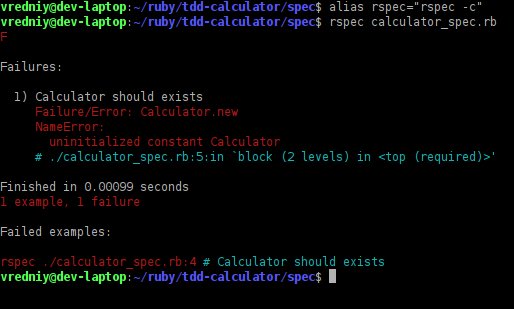 vredniy@dev-laptop:~/ruby/tdd-calculator/spec$ alias rspec="rspec -c"
vredniy@dev-laptop:~/ruby/tdd-calculator/spec$ rspec calculator_spec.rb
F

Failures:

  1) Calculator should exists
     Failure/Error: Calculator.new
     NameError:
       uninitialized constant Calculator
     # ./calculator_spec.rb:5:in `block (2 levels) in <top (required)>'

Finished in 0.00099 seconds
1 example, 1 failure

Failed examples:

rspec ./calculator_spec.rb:4 # Calculator should exists
vredniy@dev-laptop:~/ruby/tdd-calculator/spec$